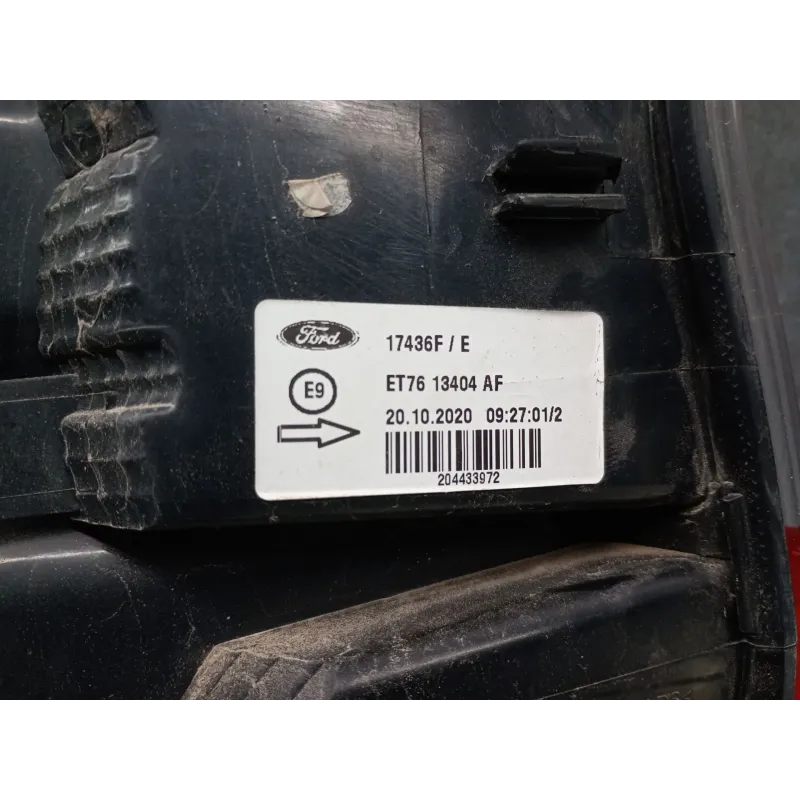 Ford
17436F / E
E9
ET76 13404 AF
20.10.2020 09:27:01/2
204433972